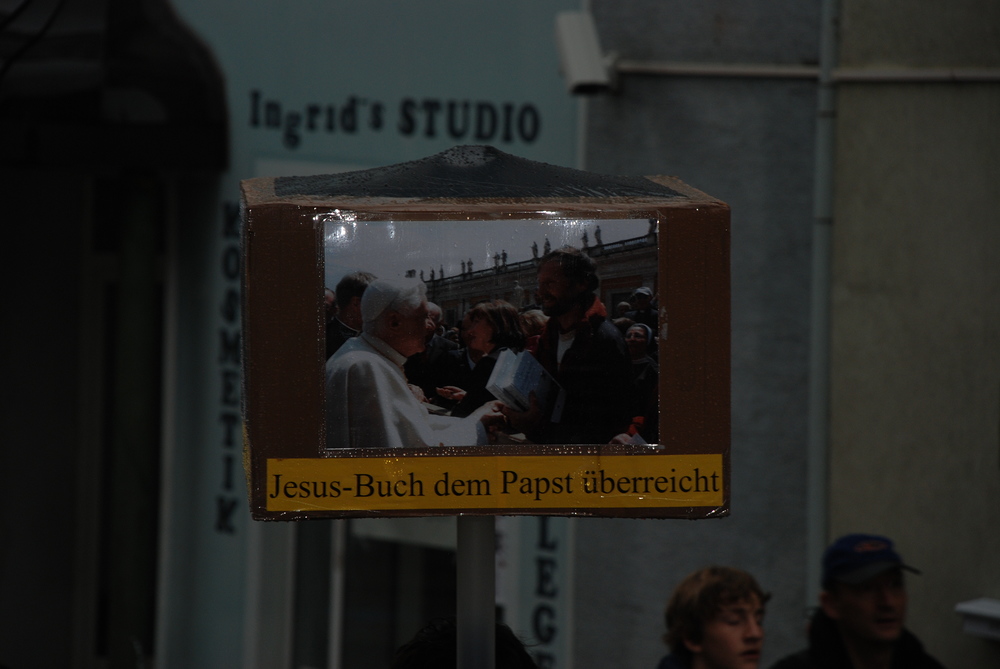 Ingrid's STUDIO
KOSMETIK
Jesus-Buch dem Papst überreicht